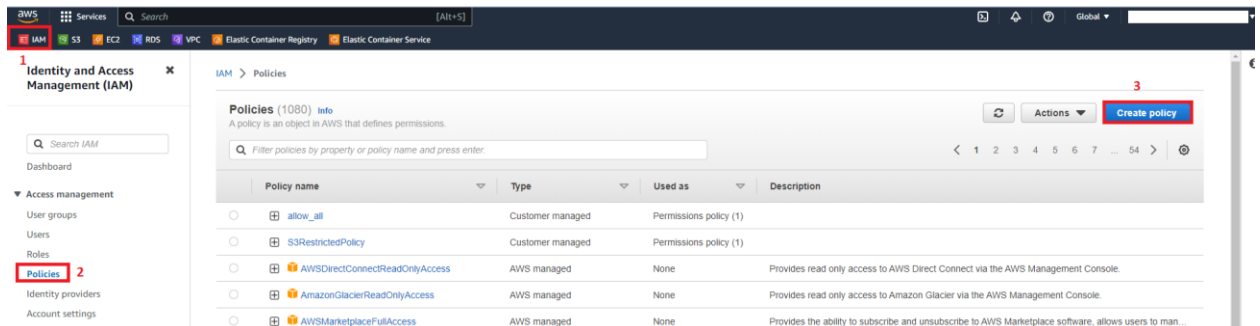 aws Services Search [Alt+S] Global
IAM S3 EC2 RDS VPC Elastic Container Registry Elastic Container Service
1
Identity and Access
Management (IAM)
Search IAM
Dashboard
Access management
User groups
Users
Roles
Policies 2
Identity providers
Account settings
IAM > Policies
3
Policies (1080) Info
A policy is an object in AWS that defines permissions.
Actions Create policy
Filter policies by property or policy name and press enter.
< 1 2 3 4 5 6 7 ... 54 >
Policy name Type Used as Description
allow_all Customer managed Permissions policy (1)
S3RestrictedPolicy Customer managed Permissions policy (1)
AWSDirectConnectReadOnlyAccess AWS managed None Provides read only access to AWS Direct Connect via the AWS Management Console.
AmazonGlacierReadOnlyAccess AWS managed None Provides read only access to Amazon Glacier via the AWS Management Console.
AWSMarketplaceFullAccess AWS managed None Provides the ability to subscribe and unsubscribe to AWS Marketplace software, allows users to man...